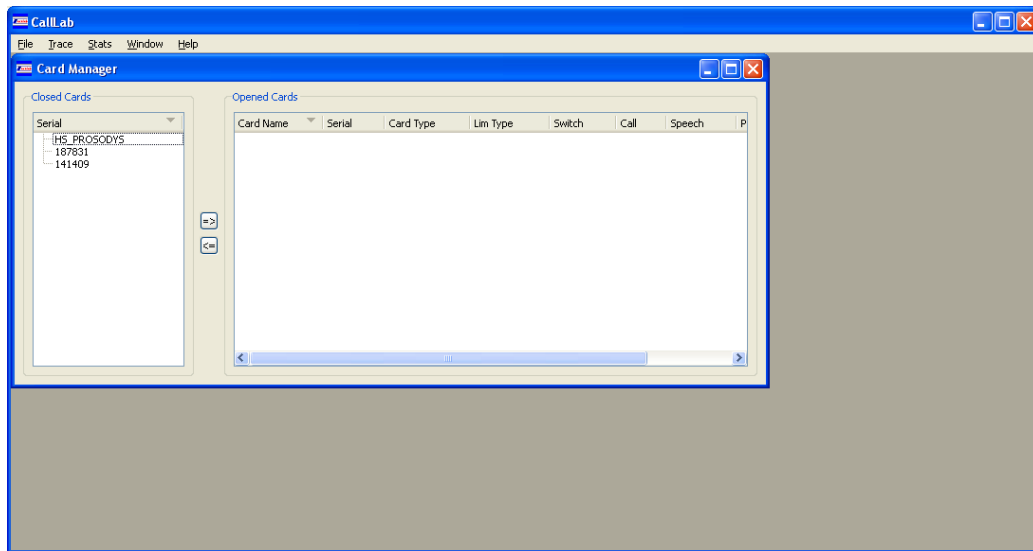 CallLab
File Trace Stats Window Help
Card Manager
Closed Cards
Serial
HS_PROSODYS
187831
141409
=>
<=
Opened Cards
Card Name Serial Card Type Lim Type Switch Call Speech P